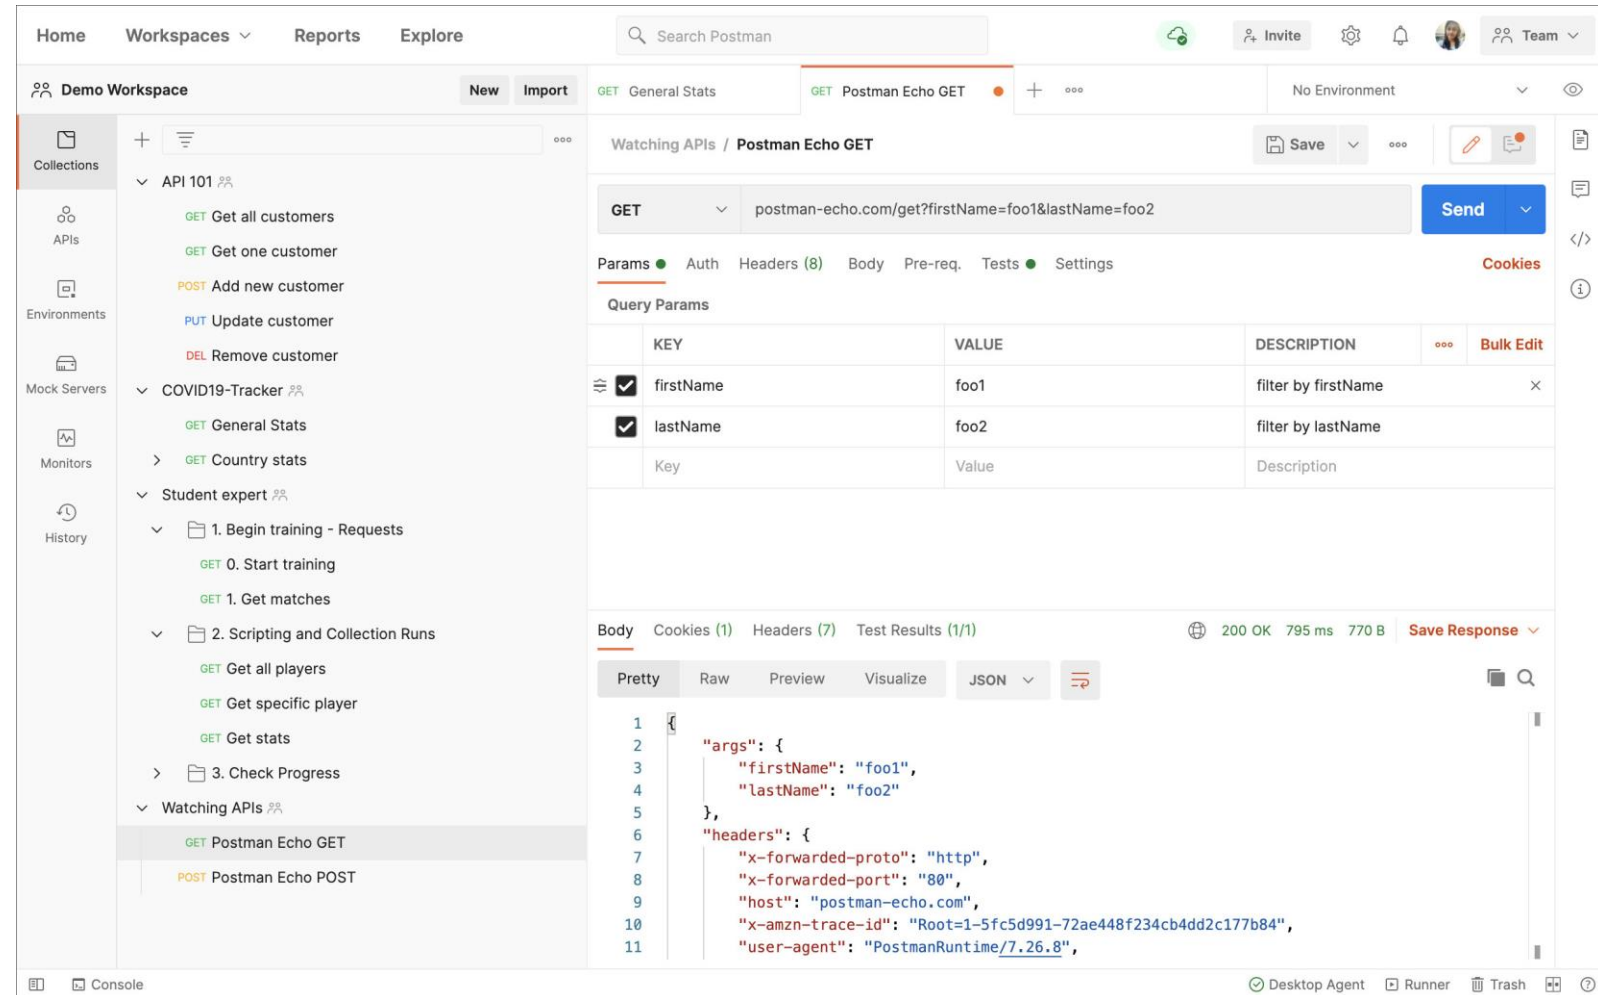 Home Workspaces Reports Explore Search Postman Invite Team
Demo Workspace New Import
GET General Stats GET Postman Echo GET No Environment
Collections
APIs
Environments
Mock Servers
Monitors
History
API 101
GET Get all customers
GET Get one customer
POST Add new customer
PUT Update customer
DEL Remove customer
COVID19-Tracker
GET General Stats
GET Country stats
Student expert
1. Begin training - Requests
GET 0. Start training
GET 1. Get matches
2. Scripting and Collection Runs
GET Get all players
GET Get specific player
GET Get stats
3. Check Progress
Watching APIs
GET Postman Echo GET
POST Postman Echo POST
Watching APIs / Postman Echo GET Save
GET postman-echo.com/get?firstName=foo1&lastName=foo2 Send
Params Auth Headers (8) Body Pre-req. Tests Settings Cookies
Query Params
KEY VALUE DESCRIPTION Bulk Edit
firstName foo1 filter by firstName
lastName foo2 filter by lastName
Key Value Description
Body Cookies (1) Headers (7) Test Results (1/1) 200 OK 795 ms 770 B Save Response
Pretty Raw Preview Visualize JSON
1 {
2 "args": {
3 "firstName": "foo1",
4 "lastName": "foo2"
5 },
6 "headers": {
7 "x-forwarded-proto": "http",
8 "x-forwarded-port": "80",
9 "host": "postman-echo.com",
10 "x-amzn-trace-id": "Root=1-5fc5d991-72ae448f234cb4dd2c177b84",
11 "user-agent": "PostmanRuntime/7.26.8",
Console Desktop Agent Runner Trash